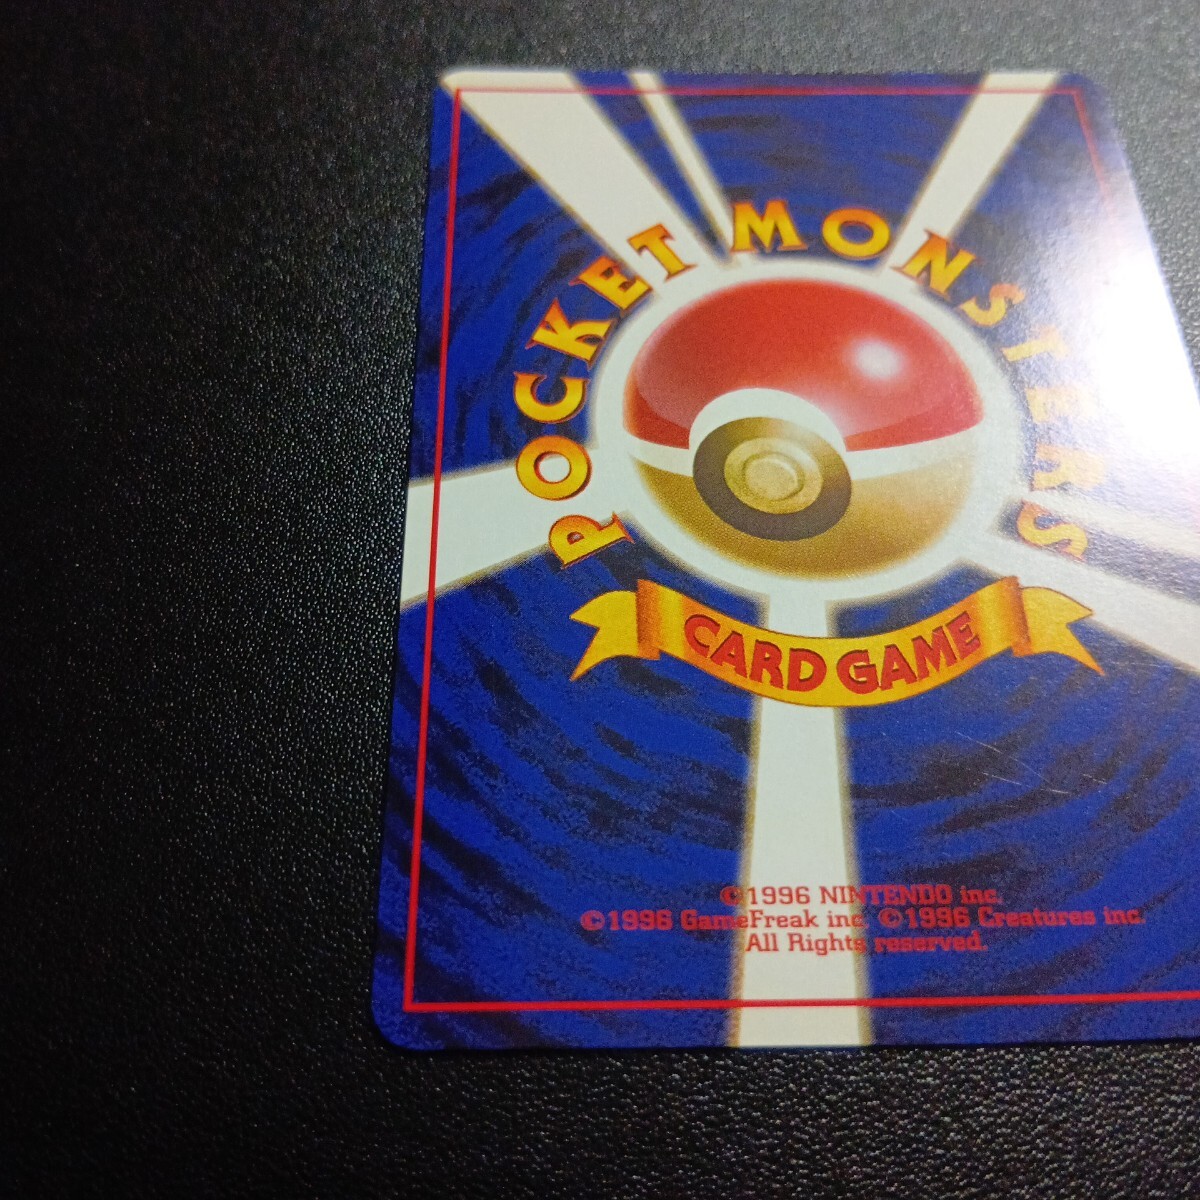 POCKET MONSTERS
CARD GAME
©1996 NINTENDO inc.
©1996 GameFreak inc. ©1996 Creatures inc.
All Rights reserved.